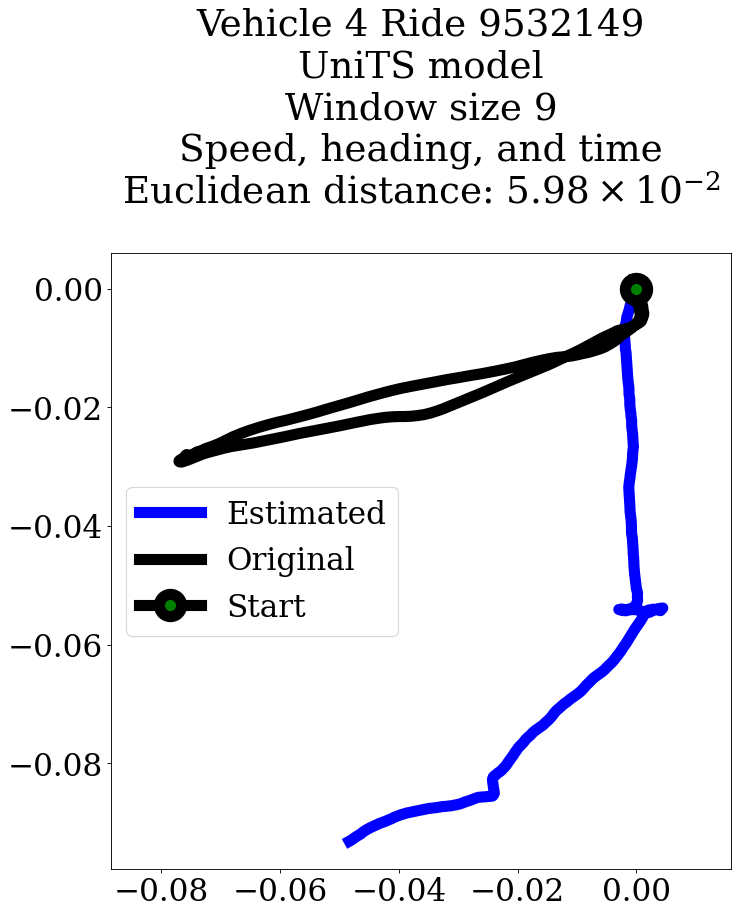 Vehicle 4 Ride 9532149
UniTS model
Window size 9
Speed, heading, and time
Euclidean distance: 5.98 × 10⁻²
0.00
−0.02
−0.04
−0.06
−0.08
Estimated
Original
Start
−0.08 −0.06 −0.04 −0.02 0.00